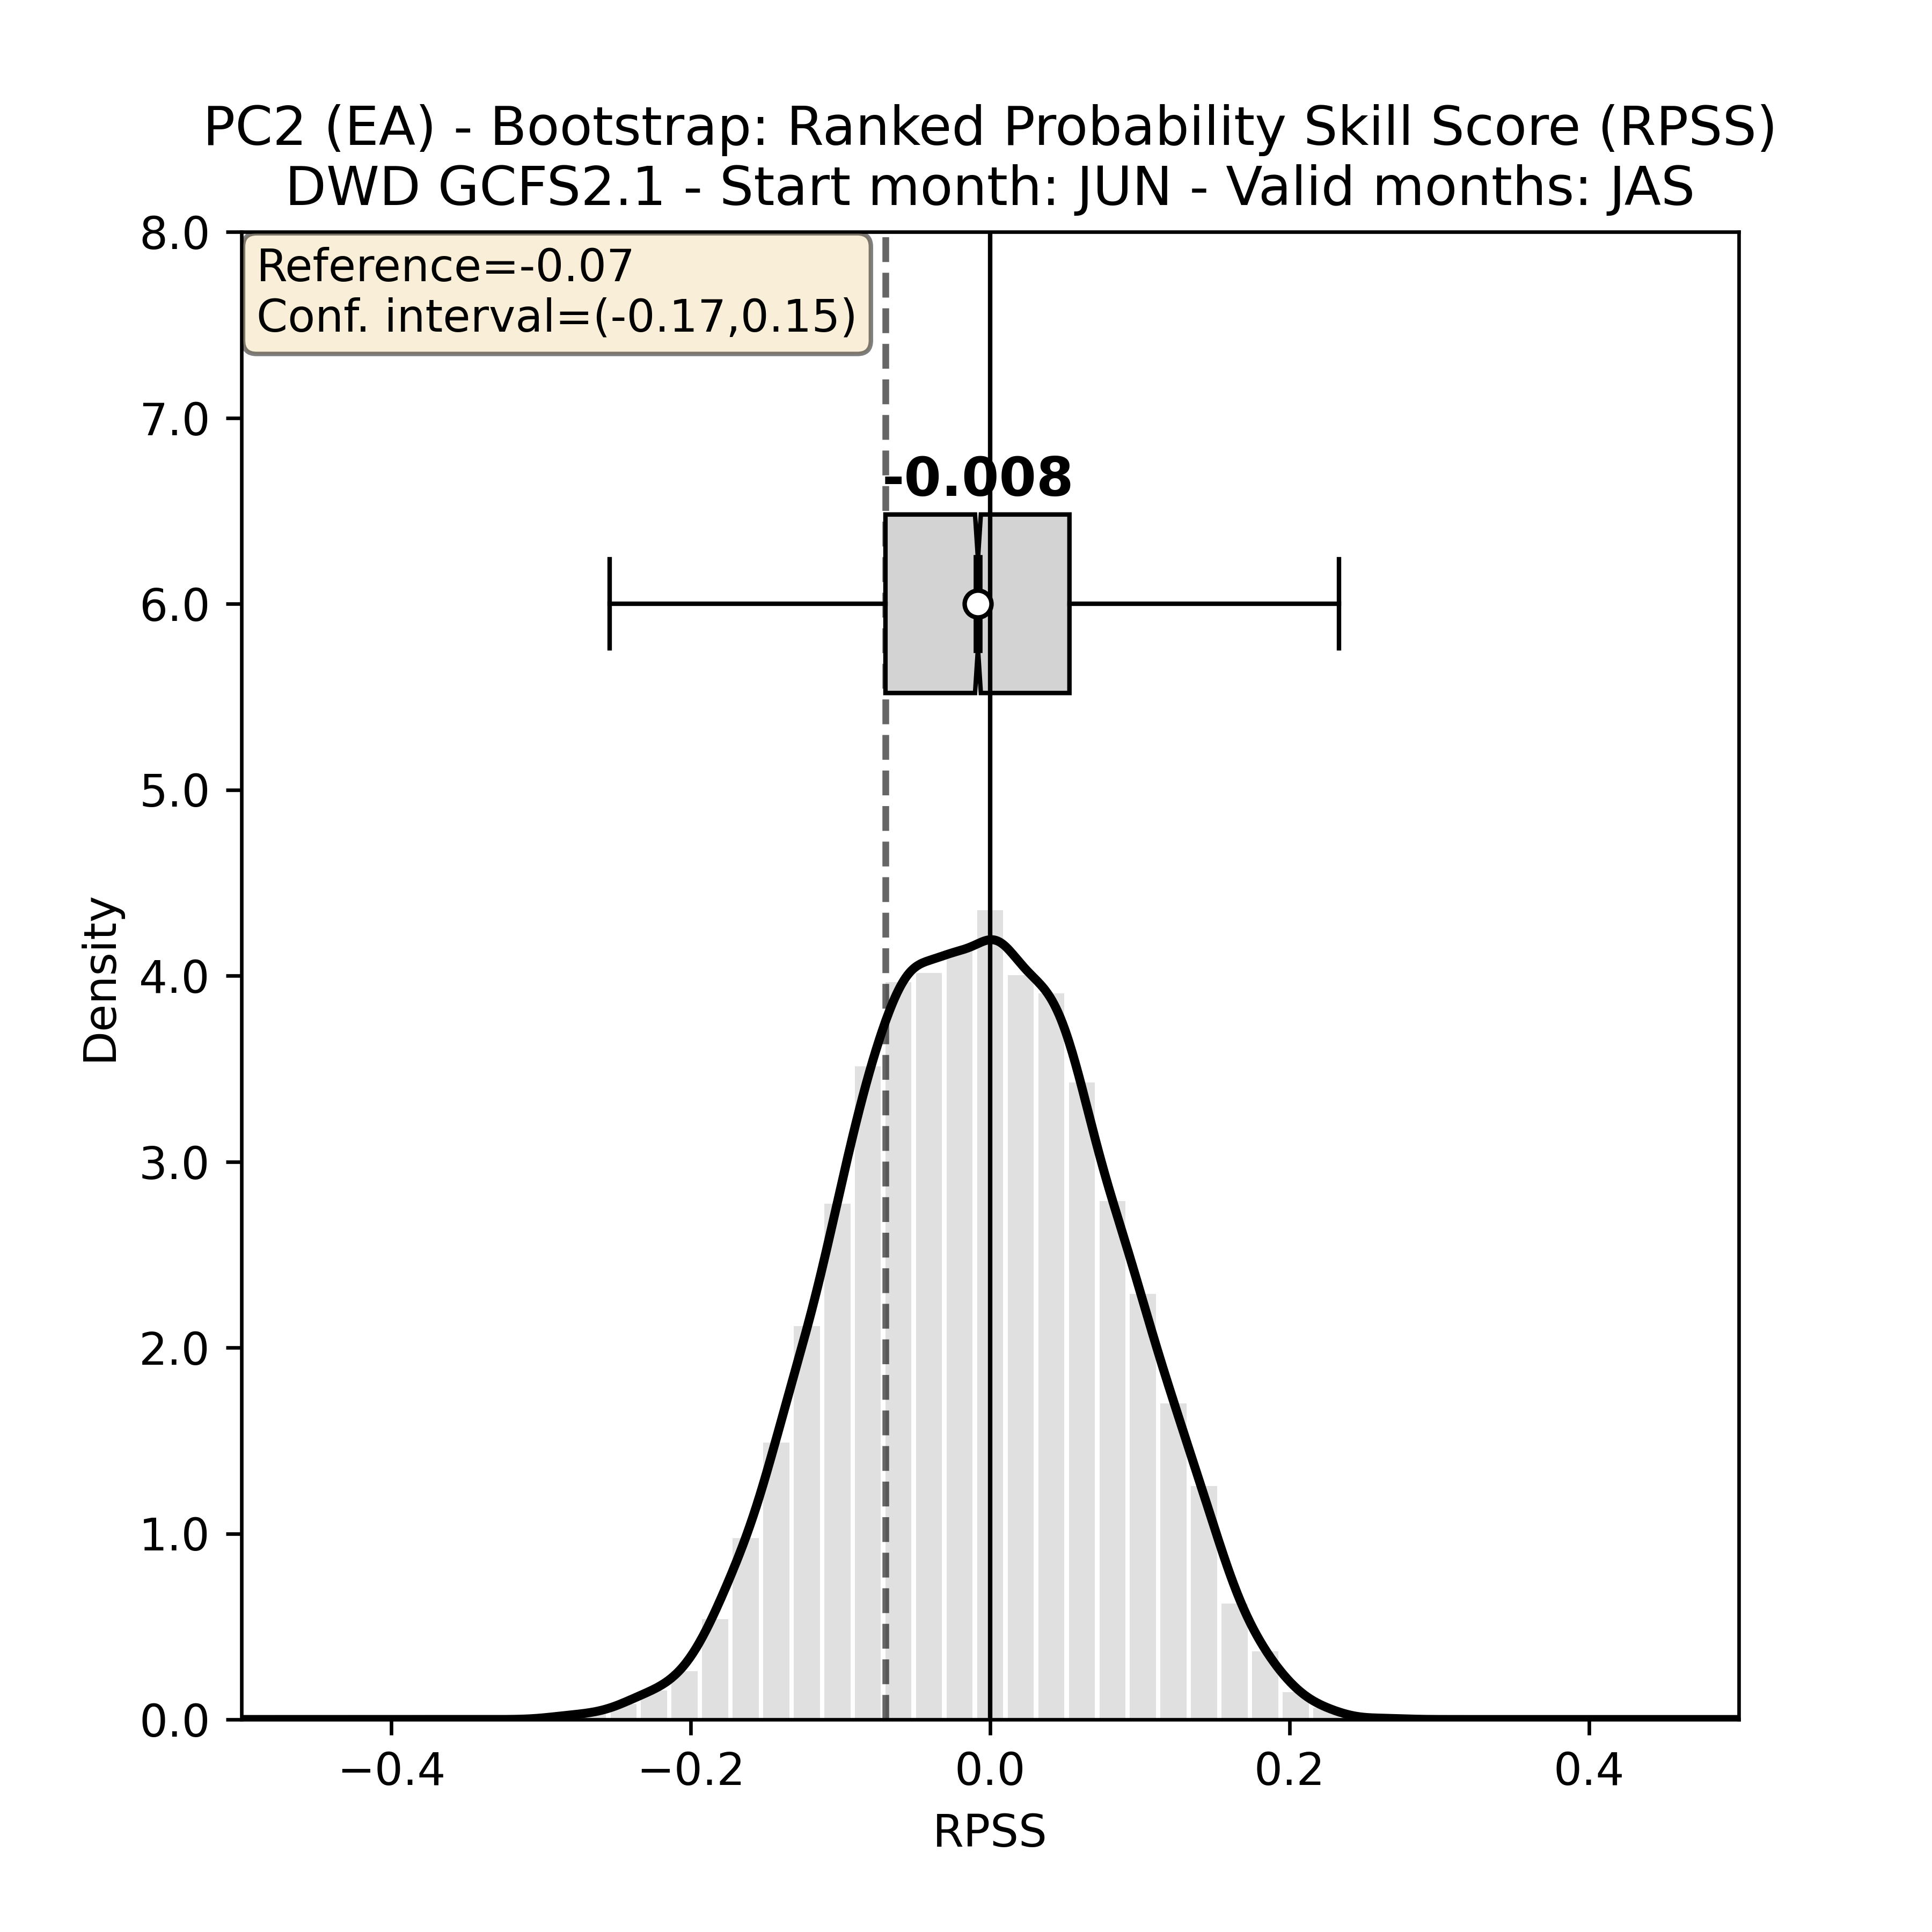 PC2 (EA) - Bootstrap: Ranked Probability Skill Score (RPSS)
DWD GCFS2.1 - Start month: JUN - Valid months: JAS
Reference=-0.07
Conf. interval=(-0.17,0.15)
-0.008
8.0
7.0
6.0
5.0
4.0
3.0
2.0
1.0
0.0
Density
−0.4 −0.2 0.0 0.2 0.4
RPSS